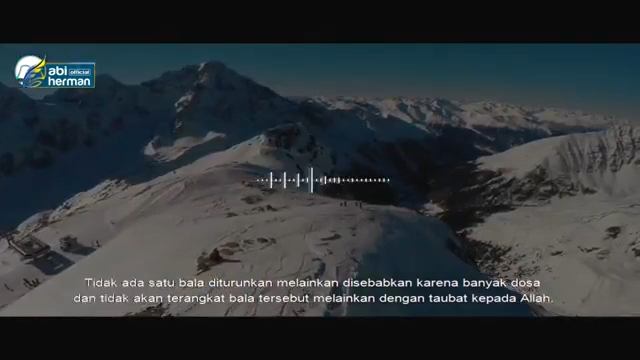 abi official
herman
Tidak ada satu bala diturunkan melainkan disebabkan karena banyak dosa
dan tidak akan terangkat bala tersebut melainkan dengan taubat kepada Allah.